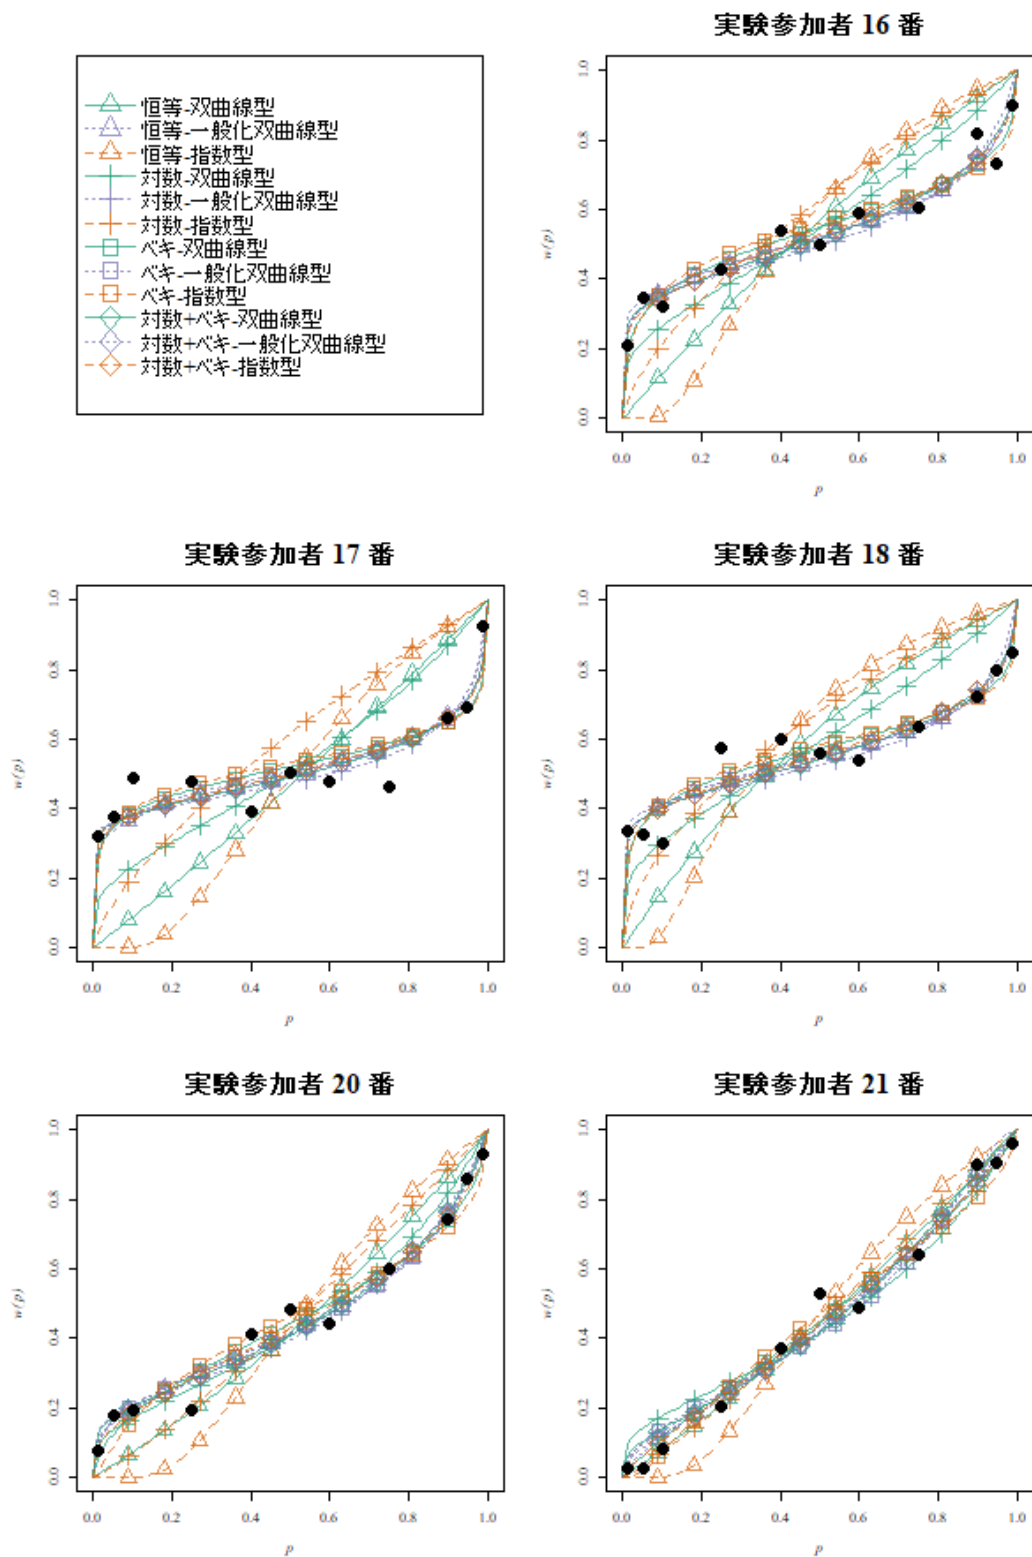 実験参加者 16 番
恒等-双曲線型
恒等-一般化双曲線型
恒等-指数型
対数-双曲線型
対数-一般化双曲線型
対数-指数型
ベキ-双曲線型
ベキ-一般化双曲線型
ベキ-指数型
対数+ベキ-双曲線型
対数+ベキ-一般化双曲線型
対数+ベキ-指数型
1.0
0.8
0.6
0.4
0.2
0.0
w(p)
0.0 0.2 0.4 0.6 0.8 1.0
p
実験参加者 17 番
1.0
0.8
0.6
0.4
0.2
0.0
w(p)
0.0 0.2 0.4 0.6 0.8 1.0
p
実験参加者 18 番
1.0
0.8
0.6
0.4
0.2
0.0
w(p)
0.0 0.2 0.4 0.6 0.8 1.0
p
実験参加者 20 番
1.0
0.8
0.6
0.4
0.2
0.0
w(p)
0.0 0.2 0.4 0.6 0.8 1.0
p
実験参加者 21 番
1.0
0.8
0.6
0.4
0.2
0.0
w(p)
0.0 0.2 0.4 0.6 0.8 1.0
p